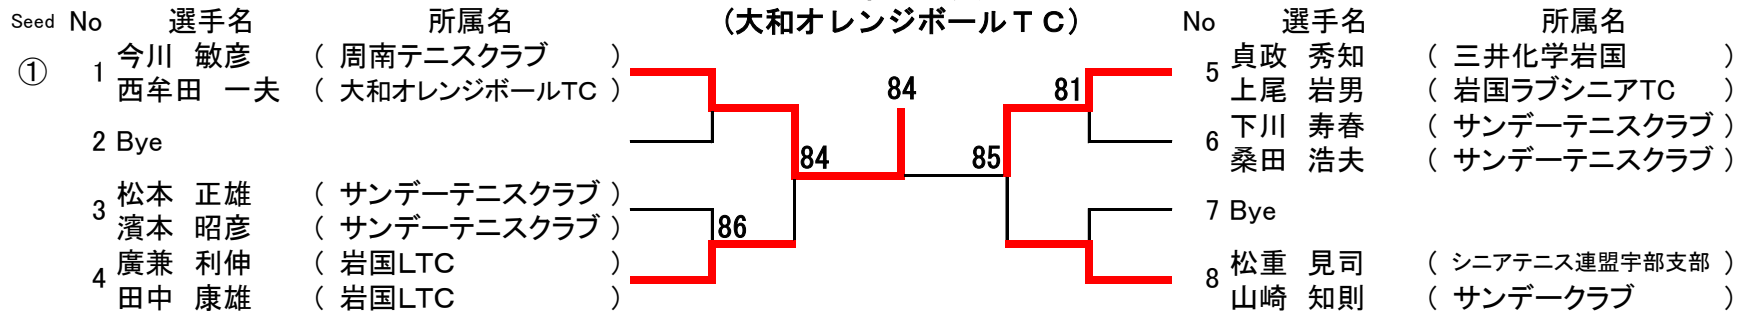 (大和オレンジボールＴＣ)
Seed No 選手名 所属名
① 1 今川 敏彦 ( 周南テニスクラブ )
西牟田 一夫 ( 大和オレンジボールTC )
2 Bye
3 松本 正雄 ( サンデーテニスクラブ )
濱本 昭彦 ( サンデーテニスクラブ )
4 廣兼 利伸 ( 岩国LTC )
田中 康雄 ( 岩国LTC )
84
86
84
81
85
No 選手名 所属名
5 貞政 秀知 ( 三井化学岩国 )
上尾 岩男 ( 岩国ラブシニアTC )
6 下川 寿春 ( サンデーテニスクラブ )
桑田 浩夫 ( サンデーテニスクラブ )
7 Bye
8 松重 見司 ( シニアテニス連盟宇部支部 )
山崎 知則 ( サンデークラブ )